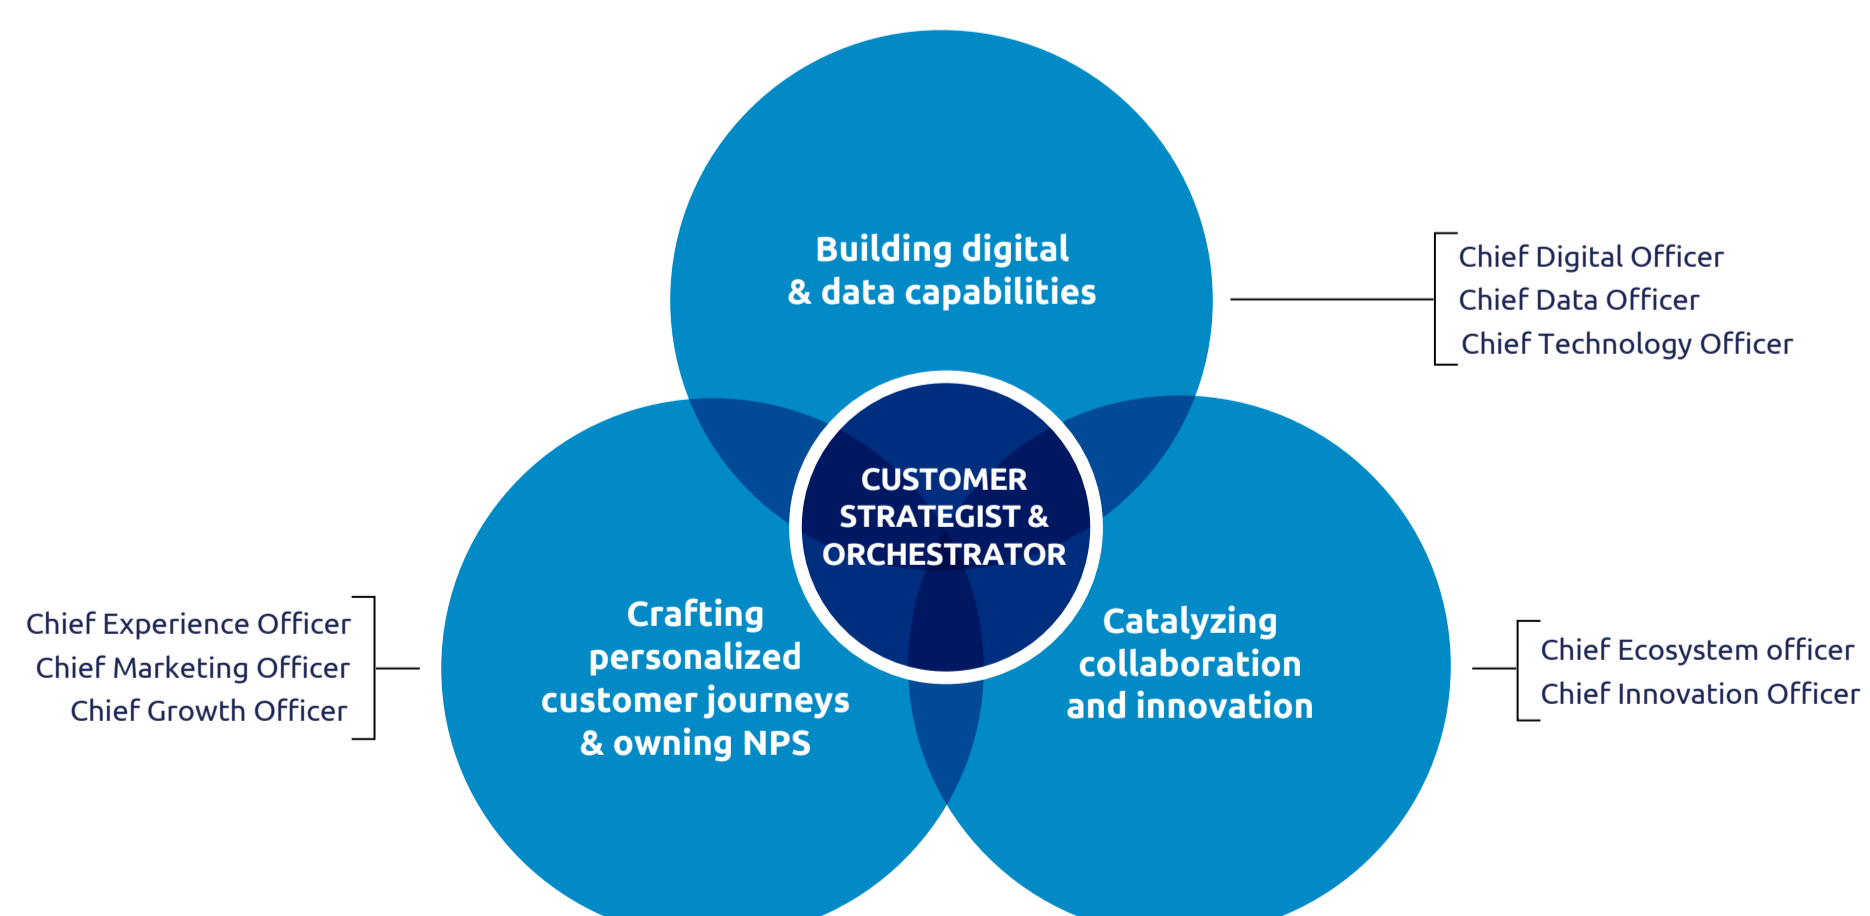 Building digital
& data capabilities
Chief Digital Officer
Chief Data Officer
Chief Technology Officer
CUSTOMER
STRATEGIST &
ORCHESTRATOR
Chief Experience Officer
Chief Marketing Officer
Chief Growth Officer
Crafting
personalized
customer journeys
& owning NPS
Catalyzing
collaboration
and innovation
Chief Ecosystem officer
Chief Innovation Officer